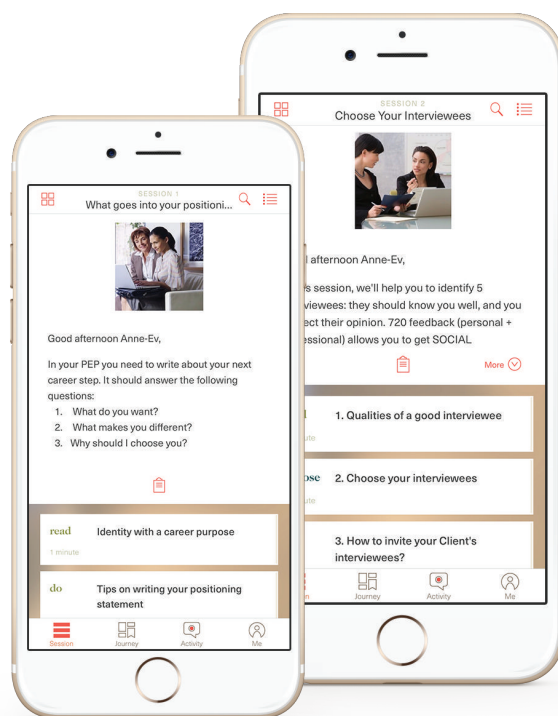 SESSION 1
What goes into your positioni...
Good afternoon Anne-Ev,
In your PEP you need to write about your next
career step. It should answer the following
questions:
1. What do you want?
2. What makes you different?
3. Why should I choose you?
read
Identity with a career purpose
1 minute
do
Tips on writing your positioning
statement
Session
Journey
Activity
Me
SESSION 2
Choose Your Interviewees
afternoon Anne-Ev,
session, we'll help you to identify 5
viewees: they should know you well, and you
ect their opinion. 720 feedback (personal +
essional) allows you to get SOCIAL
More
1. Qualities of a good interviewee
ute
ose
2. Choose your interviewees
ute
3. How to invite your Client's
interviewees?
Journey
Activity
Me